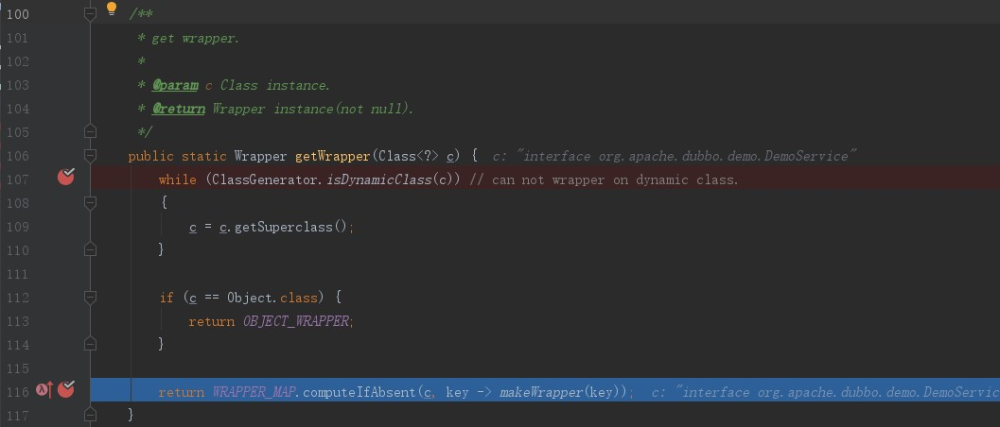 100 /**
101 * get wrapper.
102 *
103 * @param c Class instance.
104 * @return Wrapper instance(not null).
105 */
106 public static Wrapper getWrapper(Class<?> c) { c: "interface org.apache.dubbo.demo.DemoService"
107 while (ClassGenerator.isDynamicClass(c)) // can not wrapper on dynamic class.
108 {
109 c = c.getSuperclass();
110 }
111
112 if (c == Object.class) {
113 return OBJECT_WRAPPER;
114 }
115
116 return WRAPPER_MAP.computeIfAbsent(c, key -> makeWrapper(key)); c: "interface org.apache.dubbo.demo.DemoServic
117 }